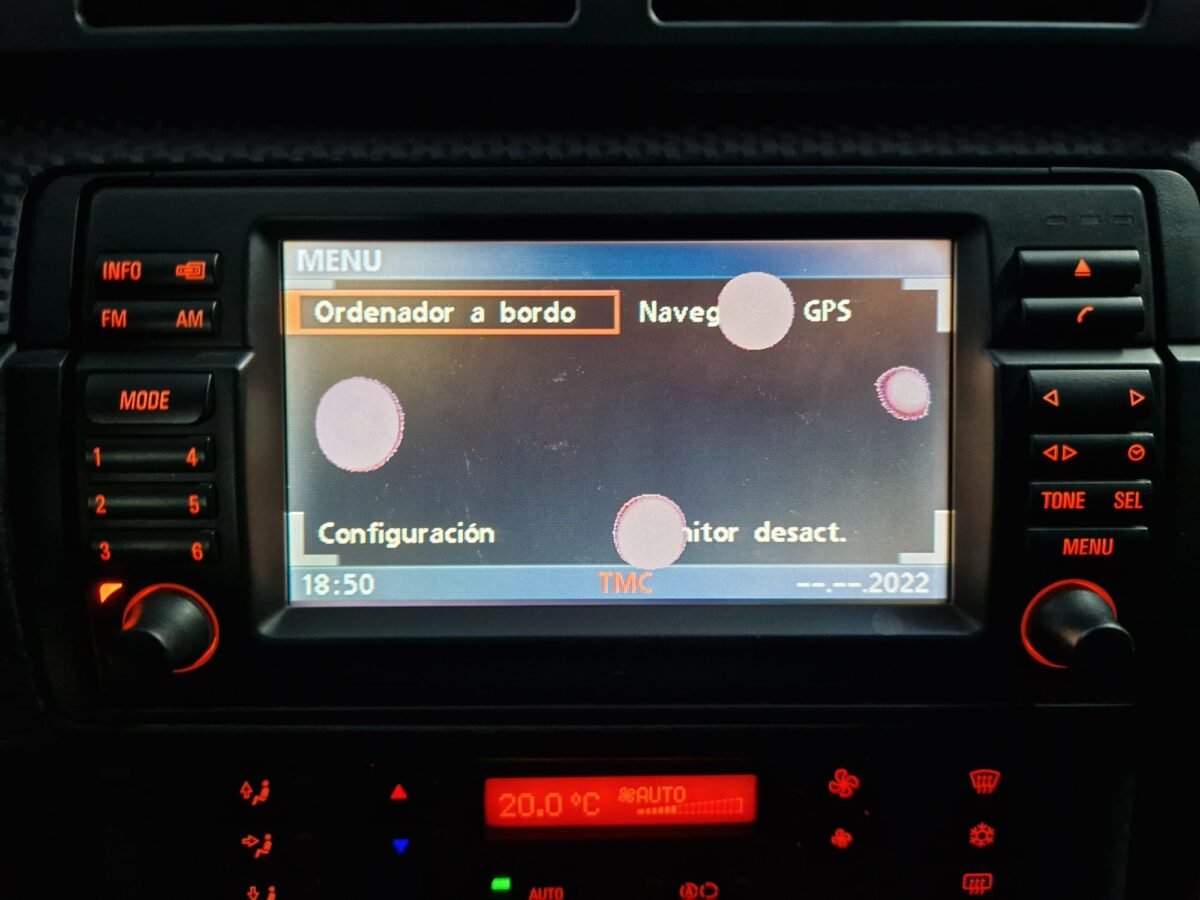 MENU
Ordenador a bordo
GPS
Configuración
desact.
18:50 TMC --.--.2022
INFO
FM AM
MODE
1 4
2 5
3 6
TONE SEL
MENU
20.0 °C AUTO
AUTO
A